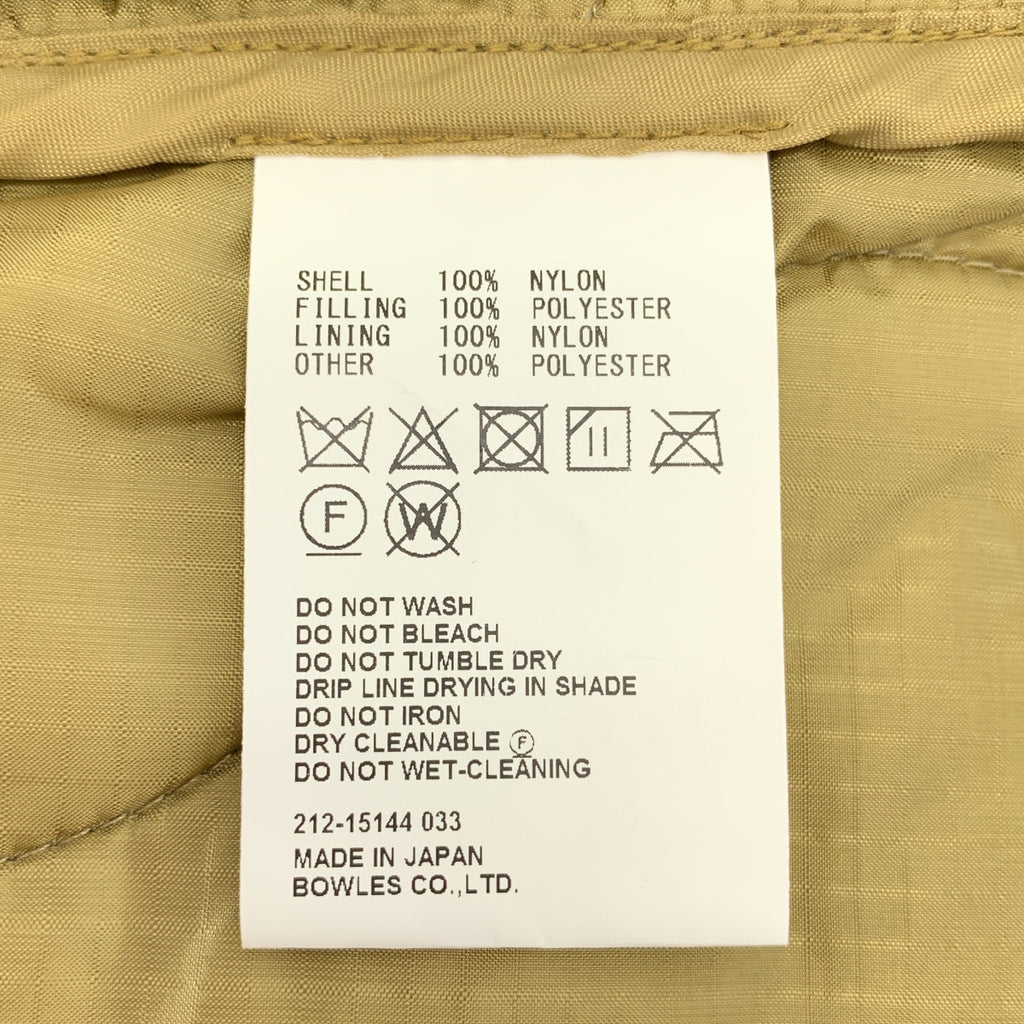 SHELL 100% NYLON
FILLING 100% POLYESTER
LINING 100% NYLON
OTHER 100% POLYESTER
F W
DO NOT WASH
DO NOT BLEACH
DO NOT TUMBLE DRY
DRIP LINE DRYING IN SHADE
DO NOT IRON
DRY CLEANABLE Ⓕ
DO NOT WET-CLEANING
212-15144 033
MADE IN JAPAN
BOWLES CO.,LTD.